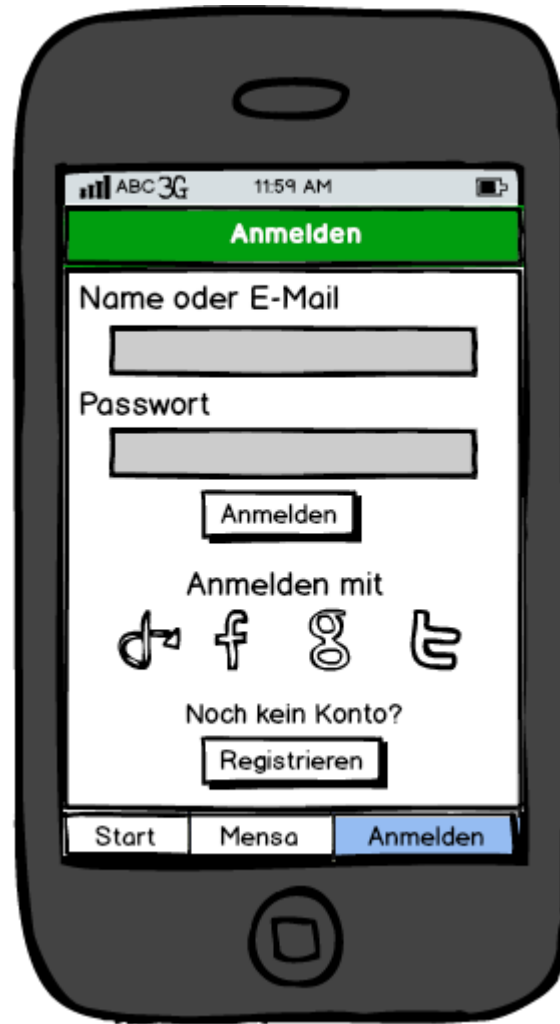 ABC 3G 11:59 AM
Anmelden
Name oder E-Mail
Passwort
Anmelden
Anmelden mit
f g t
Noch kein Konto?
Registrieren
Start Mensa Anmelden